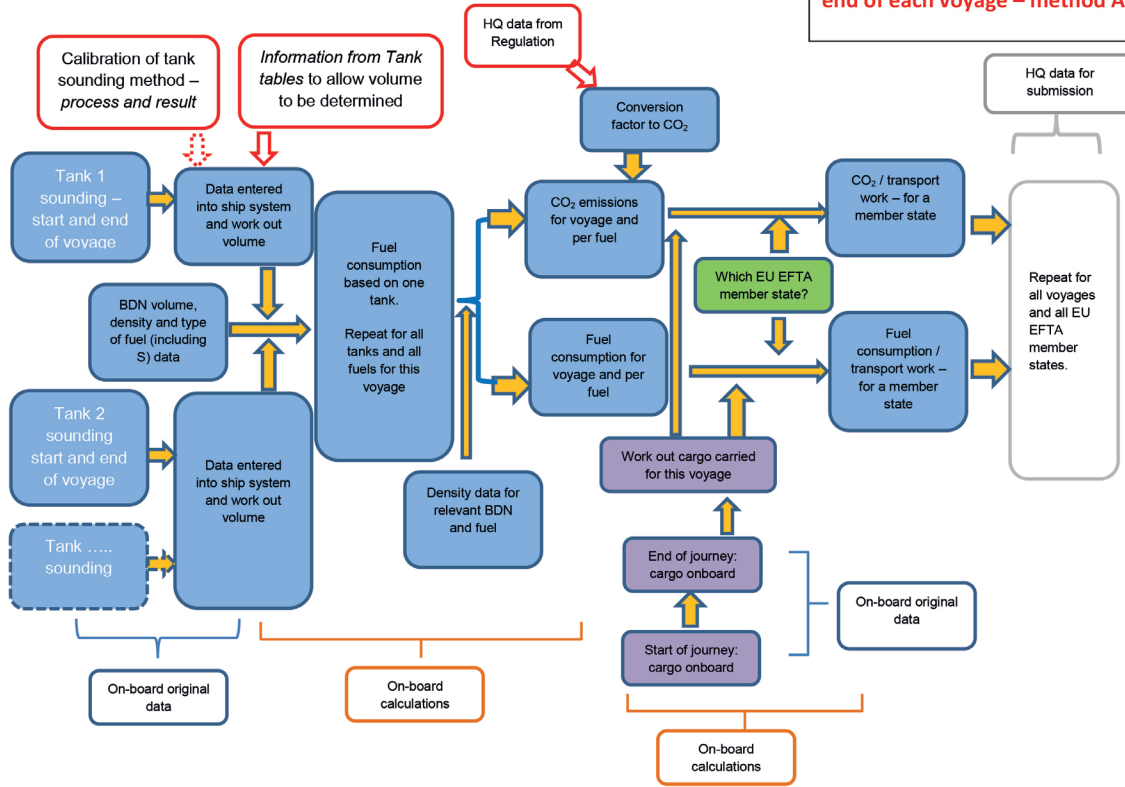 end of each voyage – method A
HQ data from
Regulation
Calibration of tank
sounding method –
process and result
Information from Tank
tables to allow volume
to be determined
HQ data for
submission
Conversion
factor to CO₂
Tank 1
sounding –
start and end
of voyage
Data entered
into ship system
and work out
volume
CO₂ emissions
for voyage and
per fuel
CO₂ / transport
work – for a
member state
Fuel
consumption
based on one
tank.
Repeat for all
tanks and all
fuels for this
voyage
Which EU EFTA
member state?
Repeat for
all voyages
and all EU
EFTA
member
states.
BDN volume,
density and type
of fuel (including
S) data
Fuel
consumption for
voyage and per
fuel
Fuel
consumption /
transport work –
for a member
state
Tank 2
sounding
start and end
of voyage
Data entered
into ship system
and work out
volume
Work out cargo carried
for this voyage
Density data for
relevant BDN
and fuel
Tank …..
sounding
End of journey:
cargo onboard
On-board original
data
Start of journey:
cargo onboard
On-board original
data
On-board
calculations
On-board
calculations